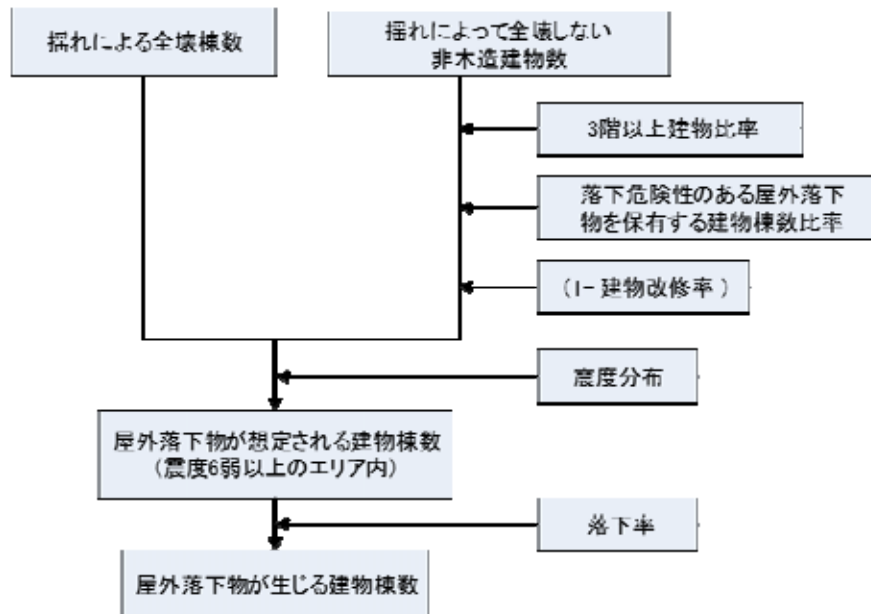 揺れによる全壊棟数
揺れによって全壊しない
非木造建物数
3階以上建物比率
落下危険性のある屋外落下
物を保有する建物棟数比率
(1-建物改修率)
震度分布
屋外落下物が想定される建物棟数
(震度6弱以上のエリア内)
落下率
屋外落下物が生じる建物棟数